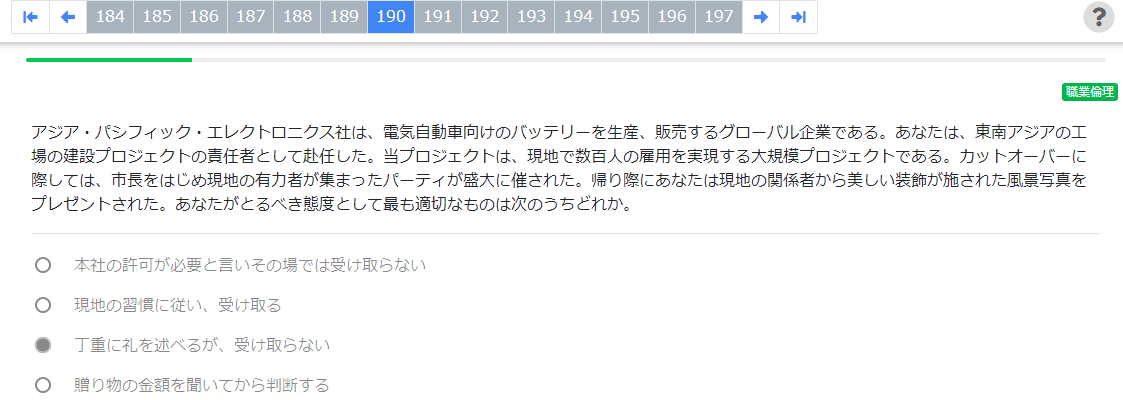 184 185 186 187 188 189 190 191 192 193 194 195 196 197 ?
職業倫理
アジア・パシフィック・エレクトロニクス社は、電気自動車向けのバッテリーを生産、販売するグローバル企業である。あなたは、東南アジアの工
場の建設プロジェクトの責任者として赴任した。当プロジェクトは、現地で数百人の雇用を実現する大規模プロジェクトである。カットオーバーに
際しては、市長をはじめ現地の有力者が集まったパーティが盛大に催された。帰り際にあなたは現地の関係者から美しい装飾が施された風景写真を
プレゼントされた。あなたがとるべき態度として最も適切なものは次のうちどれか。
本社の許可が必要と言いその場では受け取らない
現地の習慣に従い、受け取る
丁重に礼を述べるが、受け取らない
贈り物の金額を聞いてから判断する